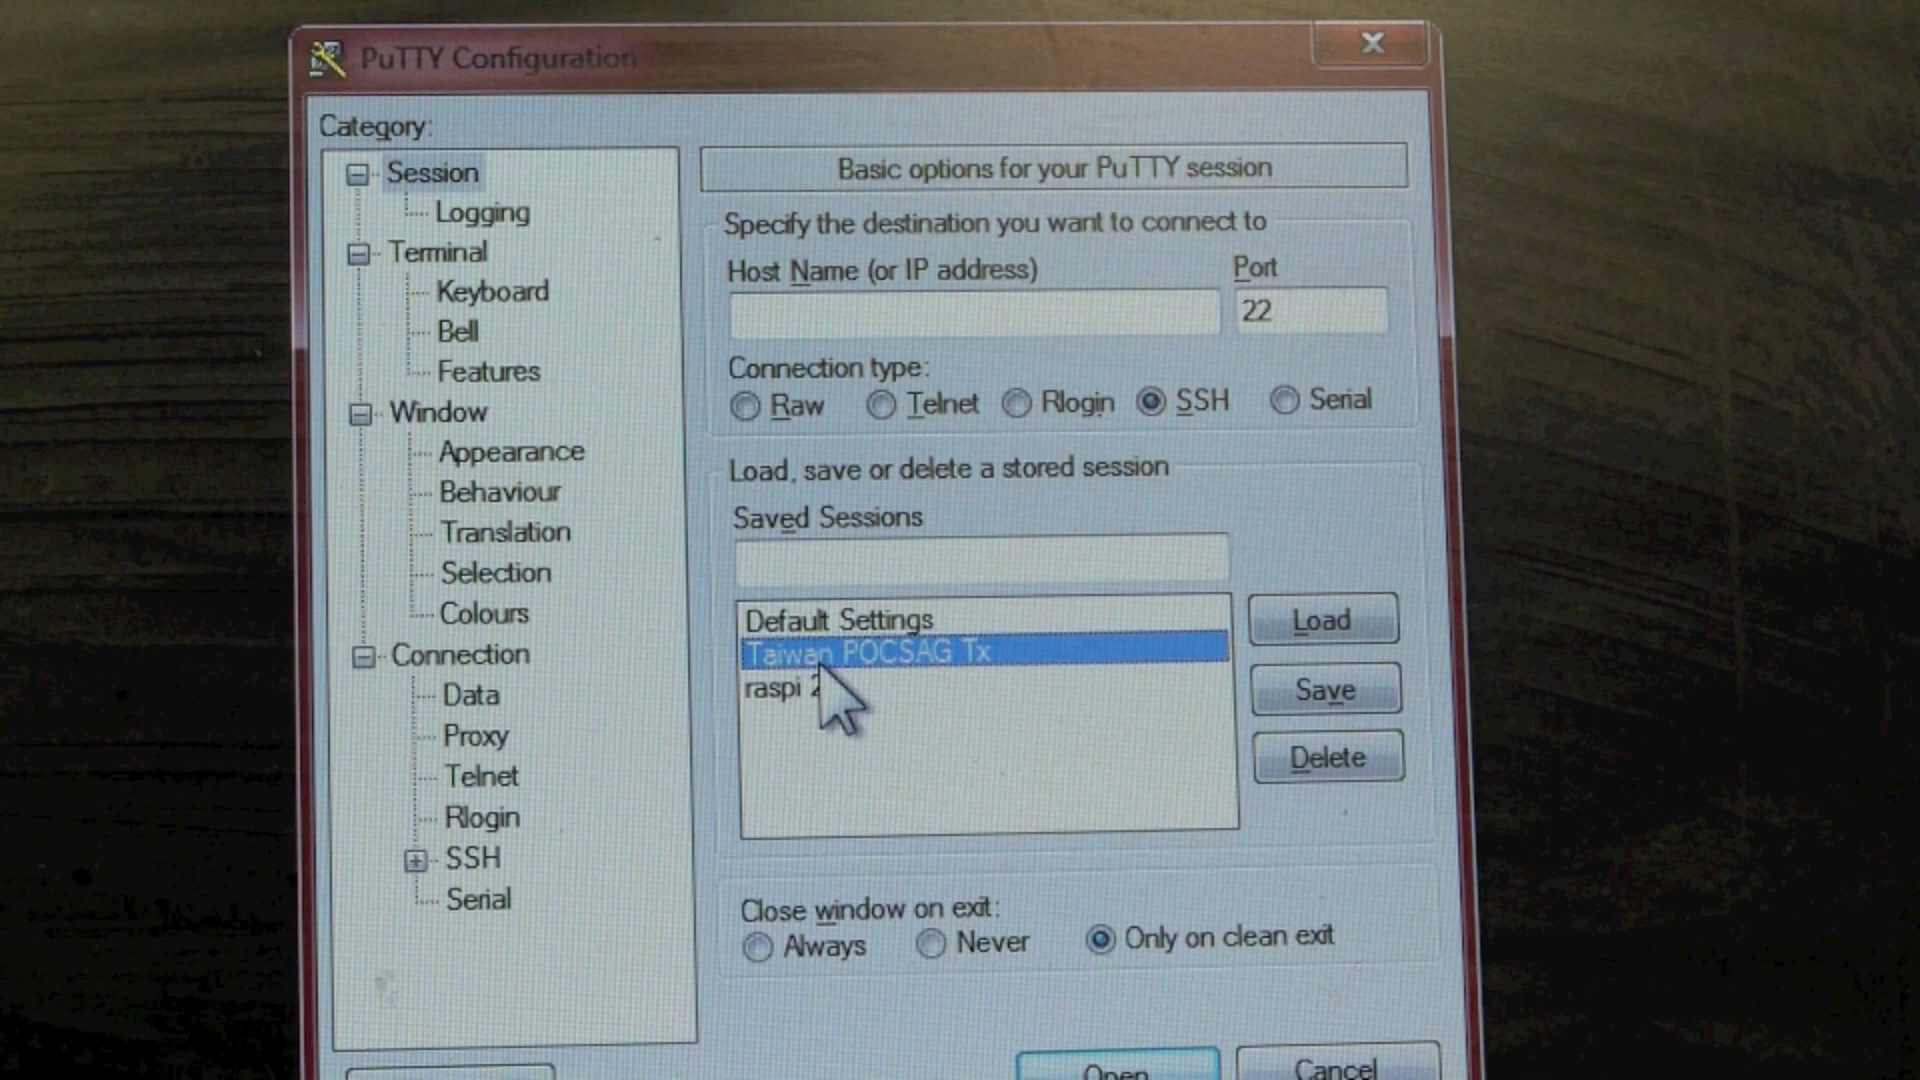 PuTTY Configuration
Category:
Session
Logging
Terminal
Keyboard
Bell
Features
Window
Appearance
Behaviour
Translation
Selection
Colours
Connection
Data
Proxy
Telnet
Rlogin
SSH
Serial
Basic options for your PuTTY session
Specify the destination you want to connect to
Host Name (or IP address) Port
22
Connection type:
Raw Telnet Rlogin SSH Serial
Load, save or delete a stored session
Saved Sessions
Default Settings
Taiwan POCSAG Tx
raspi
Load
Save
Delete
Close window on exit:
Always Never Only on clean exit
Open Cancel